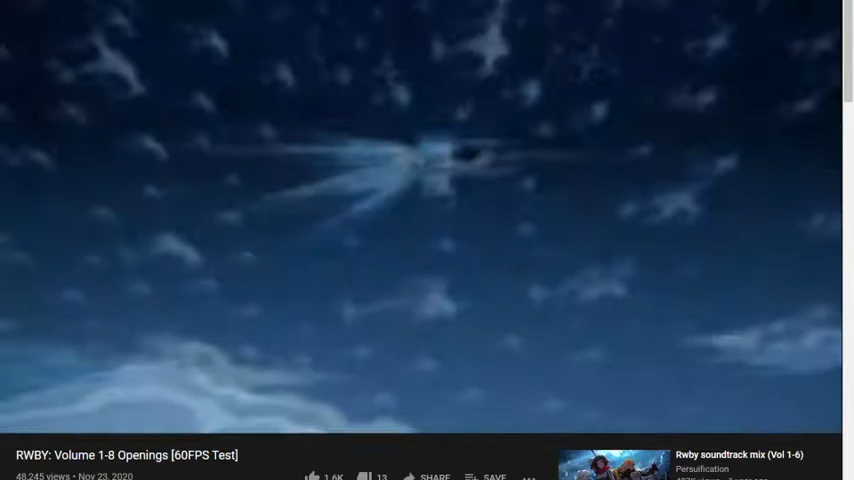 RWBY: Volume 1-8 Openings [60FPS Test]
48,245 views • Nov 23, 2020
1.6K
13
SHARE
SAVE
Rwby soundtrack mix (Vol 1-6)
Persuification